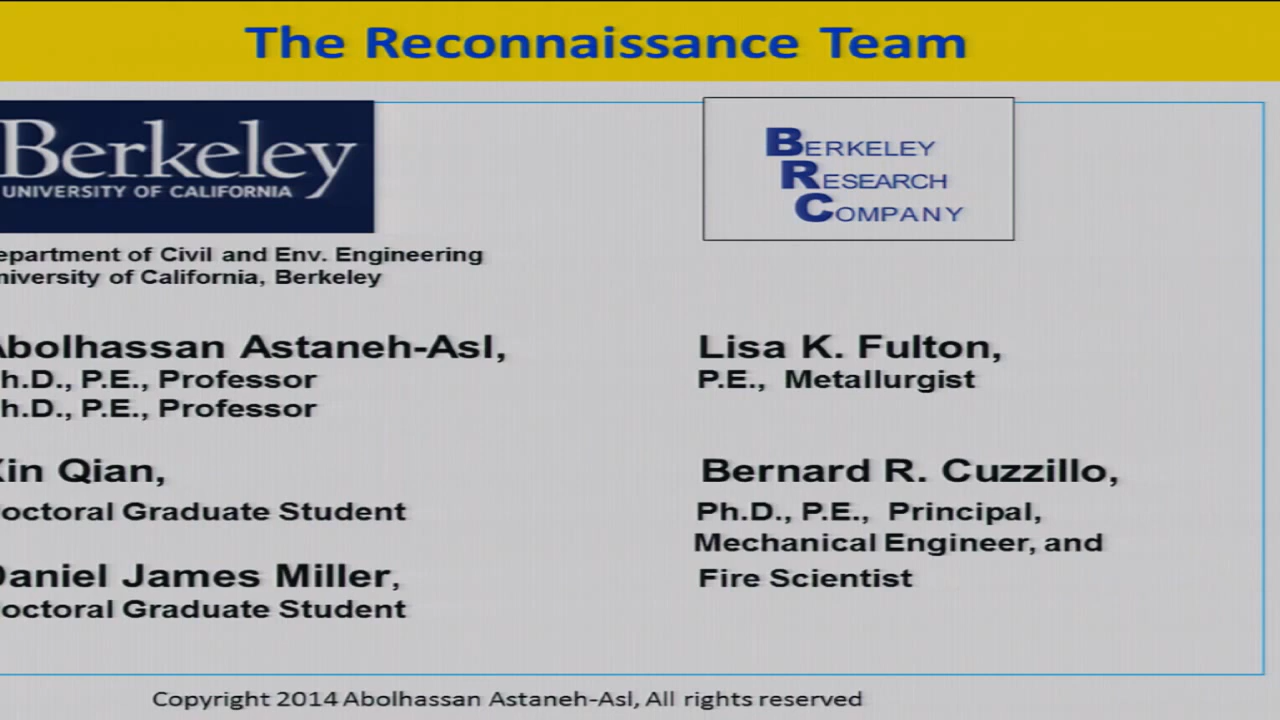 The Reconnaissance Team
Berkeley
UNIVERSITY OF CALIFORNIA
epartment of Civil and Env. Engineering
niversity of California, Berkeley
Abolhassan Astaneh-Asl,
h.D., P.E., Professor
h.D., P.E., Professor
Xin Qian,
octoral Graduate Student
Daniel James Miller,
octoral Graduate Student
BERKELEY
RESEARCH
COMPANY
Lisa K. Fulton,
P.E., Metallurgist
Bernard R. Cuzzillo,
Ph.D., P.E., Principal,
Mechanical Engineer, and
Fire Scientist
Copyright 2014 Abolhassan Astaneh-Asl, All rights reserved